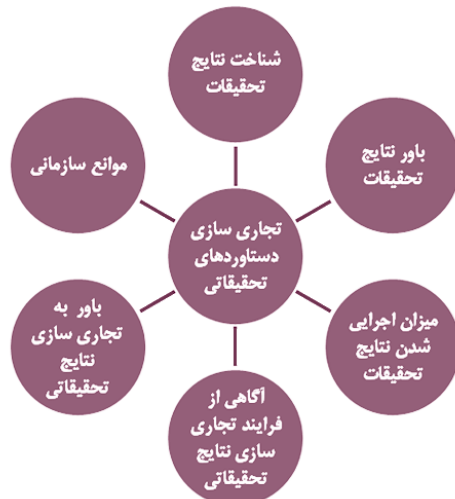 شناخت نتایج
تحقیقات
باور نتایج
تحقیقات
میزان اجرایی
شدن نتایج
تحقیقات
آگاهی از
فرایند تجاری
سازی نتایج
تحقیقاتی
باور به
تجاری سازی
نتایج
تحقیقاتی
موانع سازمانی
تجاری سازی
دستاوردهای
تحقیقاتی